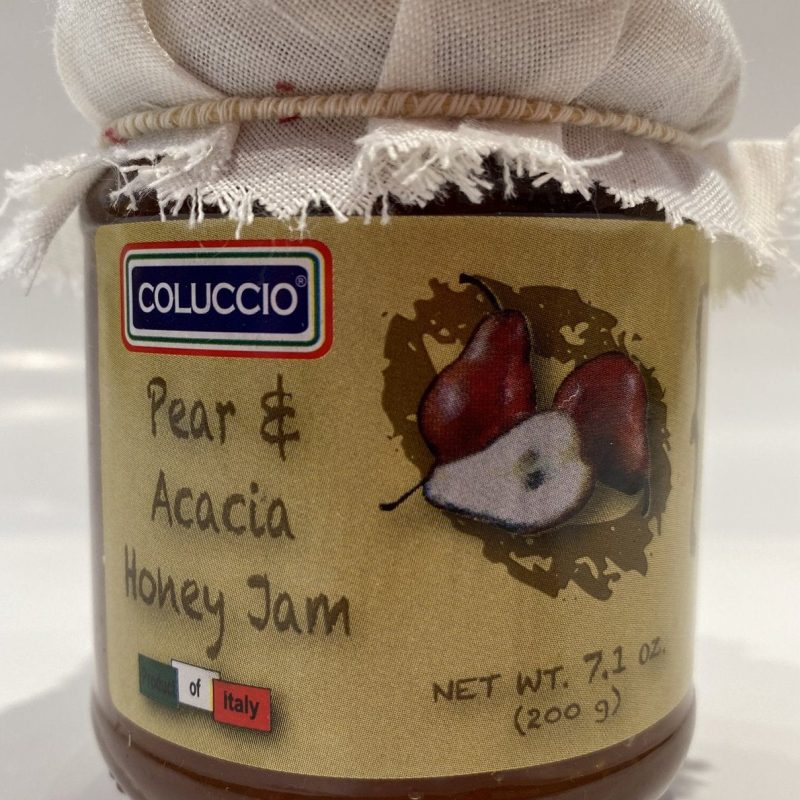 COLUCCIO®
Pear &
Acacia
Honey Jam
Product of Italy
NET WT. 7.1 OZ.
(200 g)